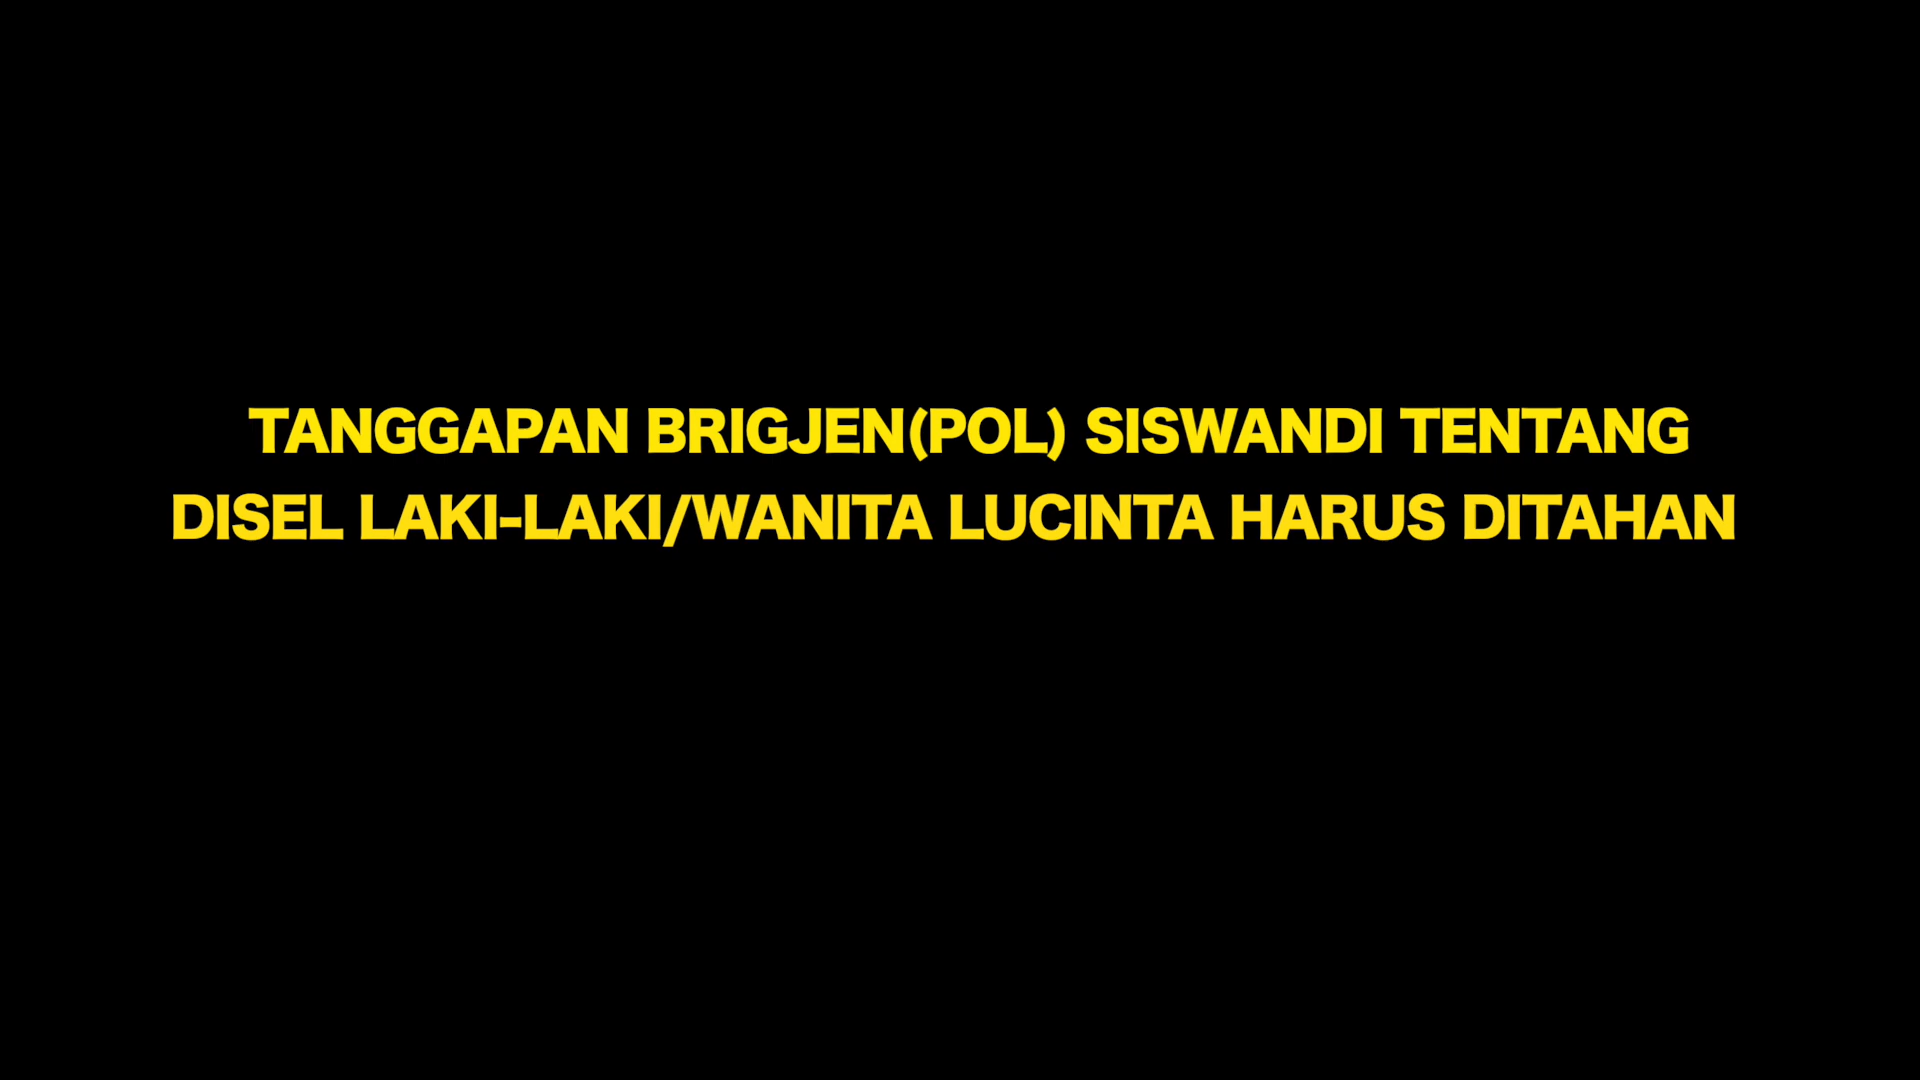 TANGGAPAN BRIGJEN(POL) SISWANDI TENTANG
DISEL LAKI-LAKI/WANITA LUCINTA HARUS DITAHAN